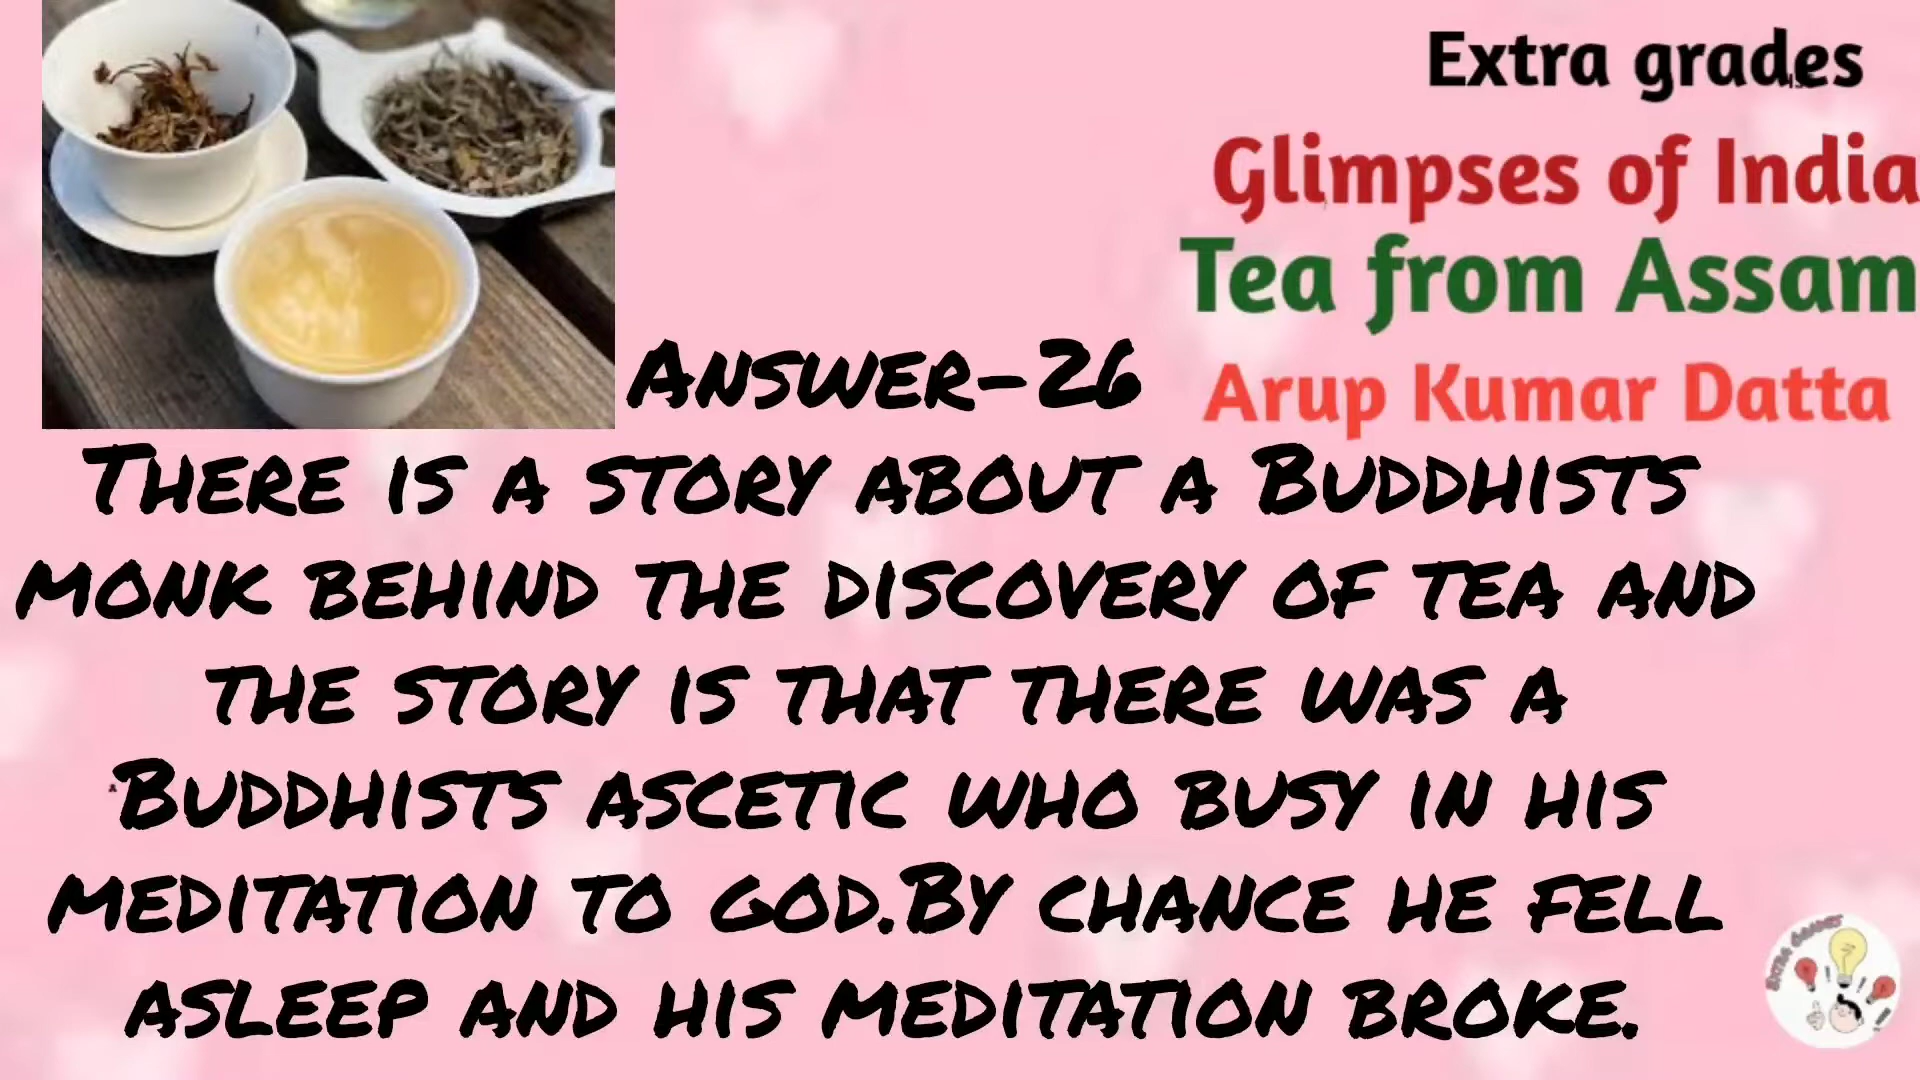 Extra grades
Glimpses of India
Tea from Assam
Arup Kumar Datta
Answer-26
There is a story about a Buddhists
monk behind the discovery of tea and
the story is that there was a
Buddhists ascetic who busy in his
meditation to god.By chance he fell
asleep and his meditation broke.
Extra Grades